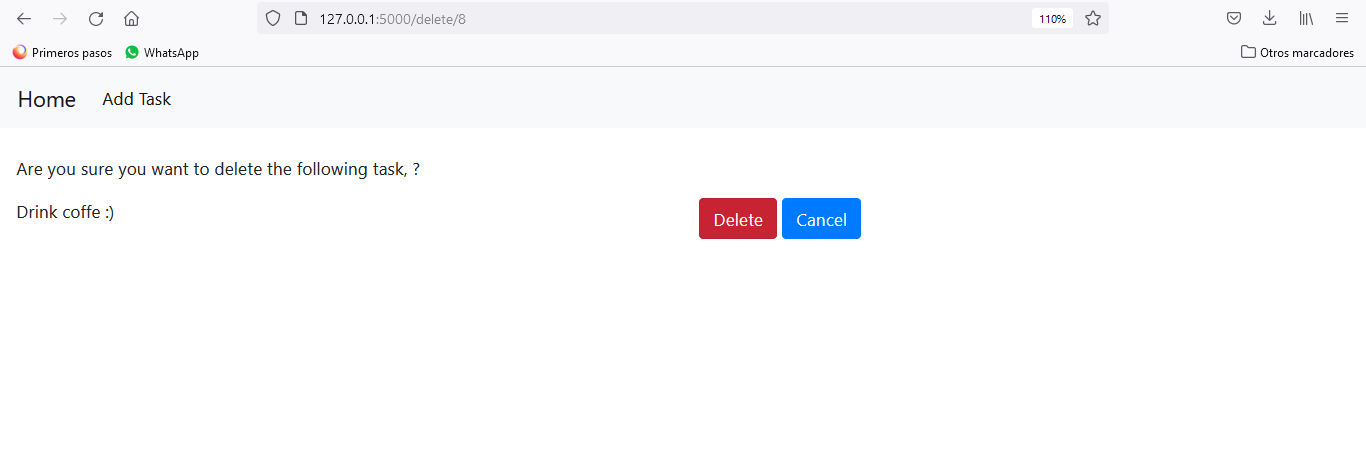 127.0.0.1:5000/delete/8
110%
Primeros pasos
WhatsApp
Otros marcadores
Home
Add Task
Are you sure you want to delete the following task, ?
Drink coffe :)
Delete
Cancel